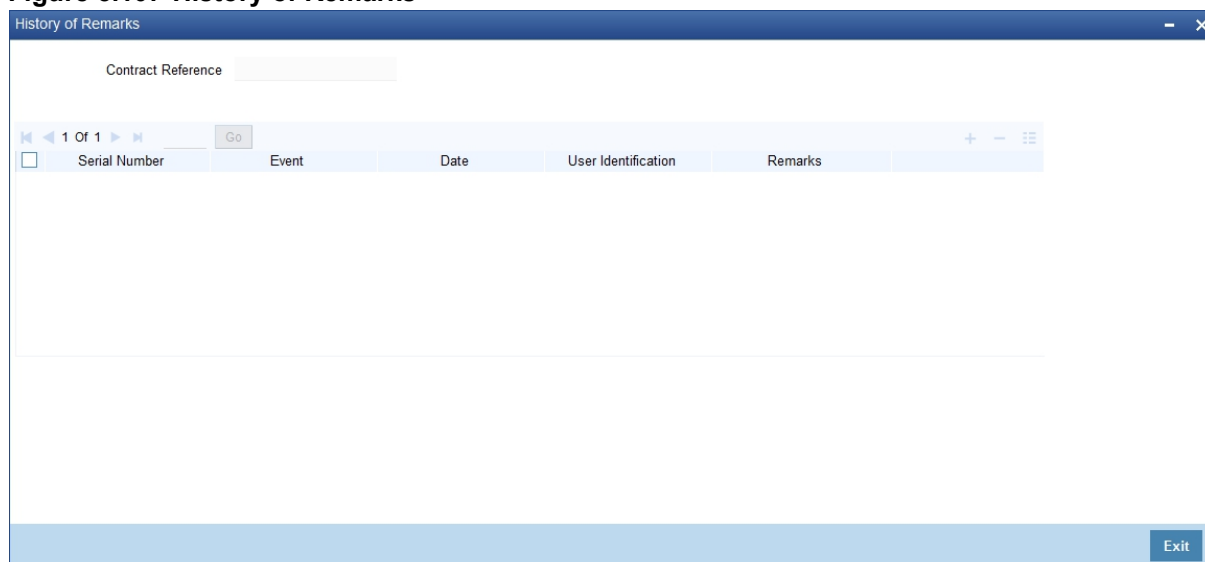 History of Remarks
Contract Reference
1 Of 1 Go
Serial Number Event Date User Identification Remarks
Exit